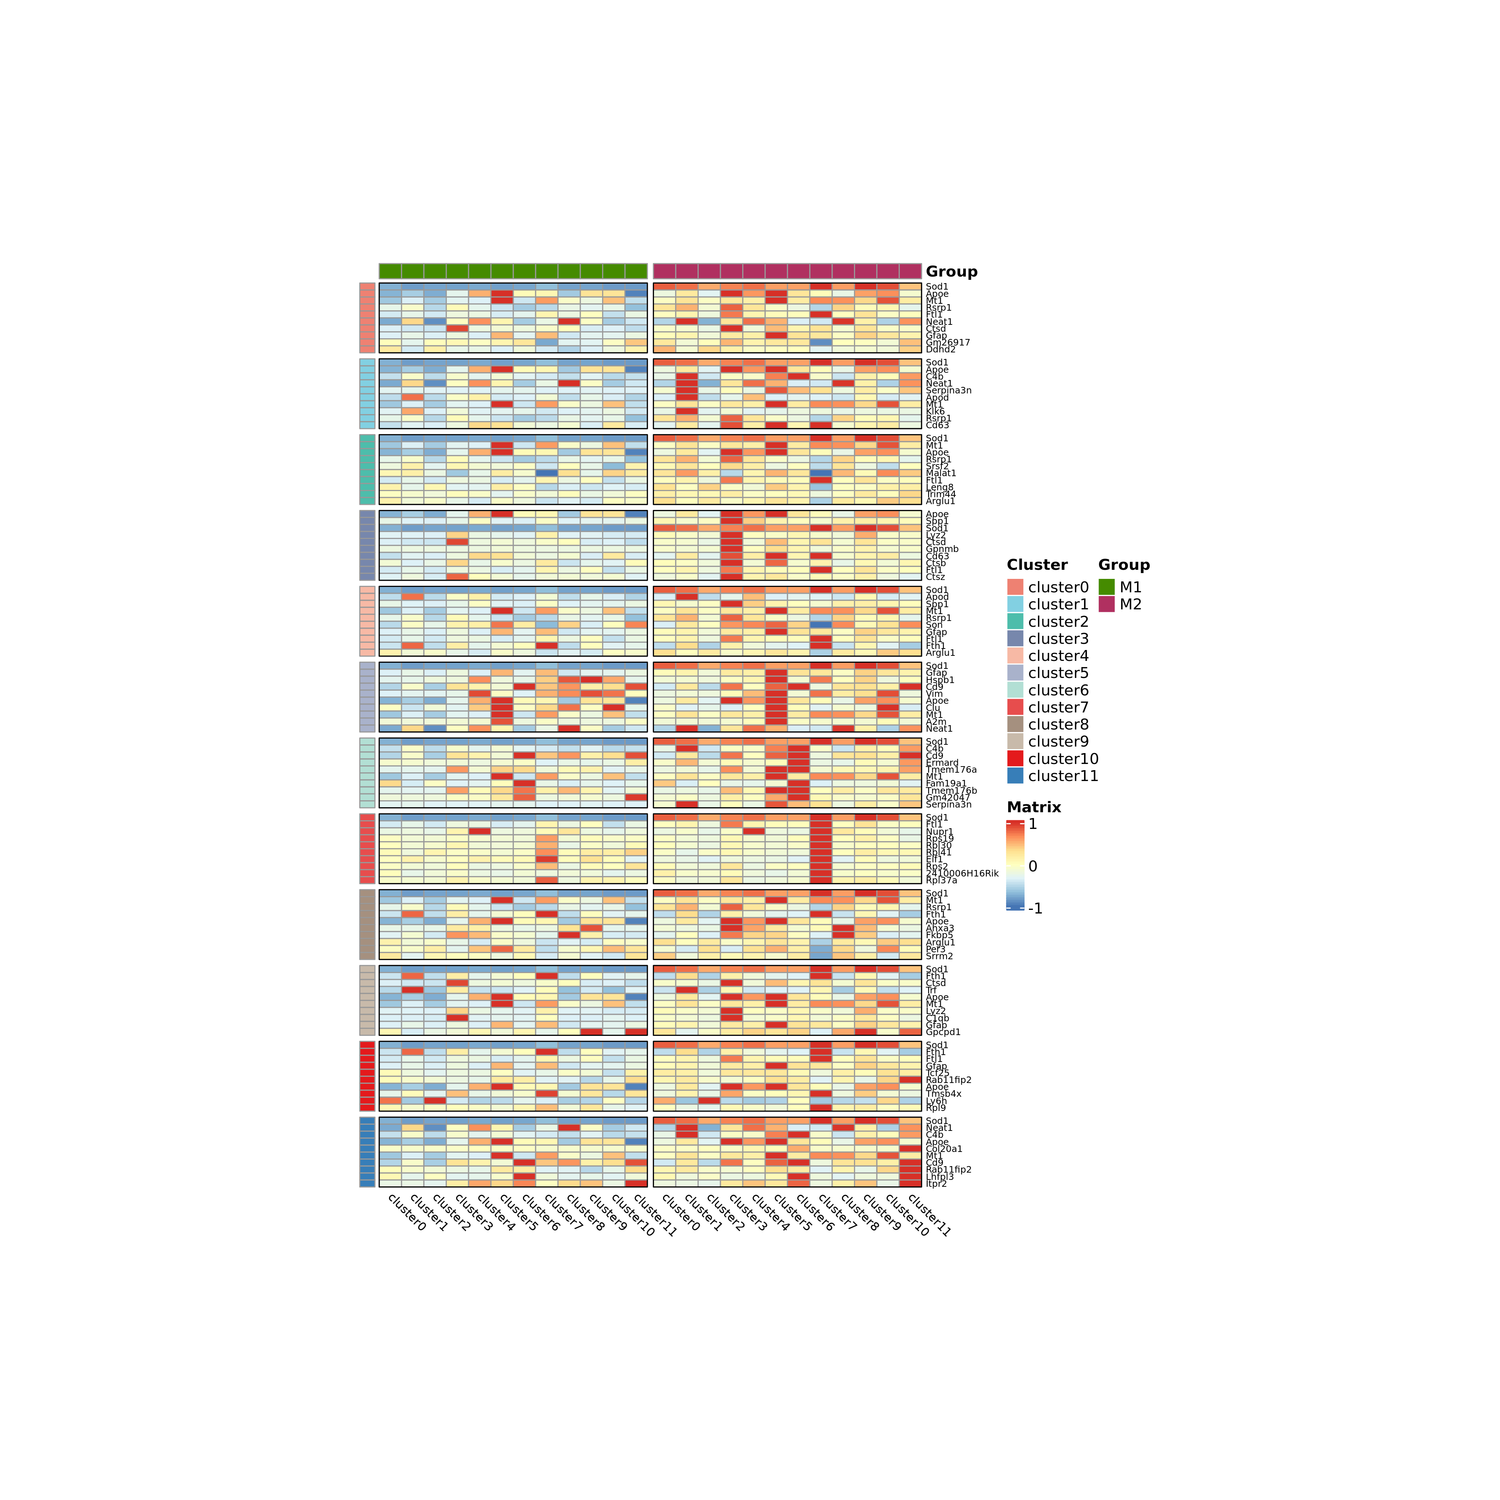 Group
Sod1
Apoe
Mt1
Rsrp1
Ftl1
Neat1
Ctsd
Gfap
Gm26917
Ddhd2
Sod1
Apoe
C4b
Neat1
Serpina3n
Apod
Mt1
Klk6
Rsrp1
Cd63
Sod1
Mt1
Apoe
Rsrp1
Srsf2
Malat1
Ftl1
Leng8
Trim44
Arglu1
Apoe
Spp1
Sod1
Lyz2
Ctsd
Gpnmb
Cd63
Ctsb
Ftl1
Ctsz
Sod1
Apod
Spp1
Mt1
Rsrp1
Son
Gfap
Ftl1
Fth1
Arglu1
Sod1
Gfap
Hspb1
Cd9
Vim
Apoe
Clu
Mt1
A2m
Neat1
Sod1
C4b
Cd9
Ermard
Tmem176a
Mt1
Fam19a1
Tmem176b
Gm42047
Serpina3n
Sod1
Ftl1
Nupr1
Rps19
Rpl30
Rpl41
Elf1
Rps2
2410006H16Rik
Rpl37a
Sod1
Mt1
Rsrp1
Fth1
Apoe
Anxa3
Fkbp5
Arglu1
Per3
Srrm2
Sod1
Fth1
Ctsd
Trf
Apoe
Mt1
Lyz2
C1qb
Gfap
Gpcpd1
Sod1
Fth1
Ftl1
Gfap
Tcf25
Rab11fip2
Apoe
Tmsb4x
Ly6h
Rpl9
Sod1
Neat1
C4b
Apoe
Col20a1
Mt1
Cd9
Rab11fip2
Lhfpl3
Itpr2
cluster0
cluster1
cluster2
cluster3
cluster4
cluster5
cluster6
cluster7
cluster8
cluster9
cluster10
cluster11
cluster0
cluster1
cluster2
cluster3
cluster4
cluster5
cluster6
cluster7
cluster8
cluster9
cluster10
cluster11
Cluster
cluster0
cluster1
cluster2
cluster3
cluster4
cluster5
cluster6
cluster7
cluster8
cluster9
cluster10
cluster11
Group
M1
M2
Matrix
1
0
-1